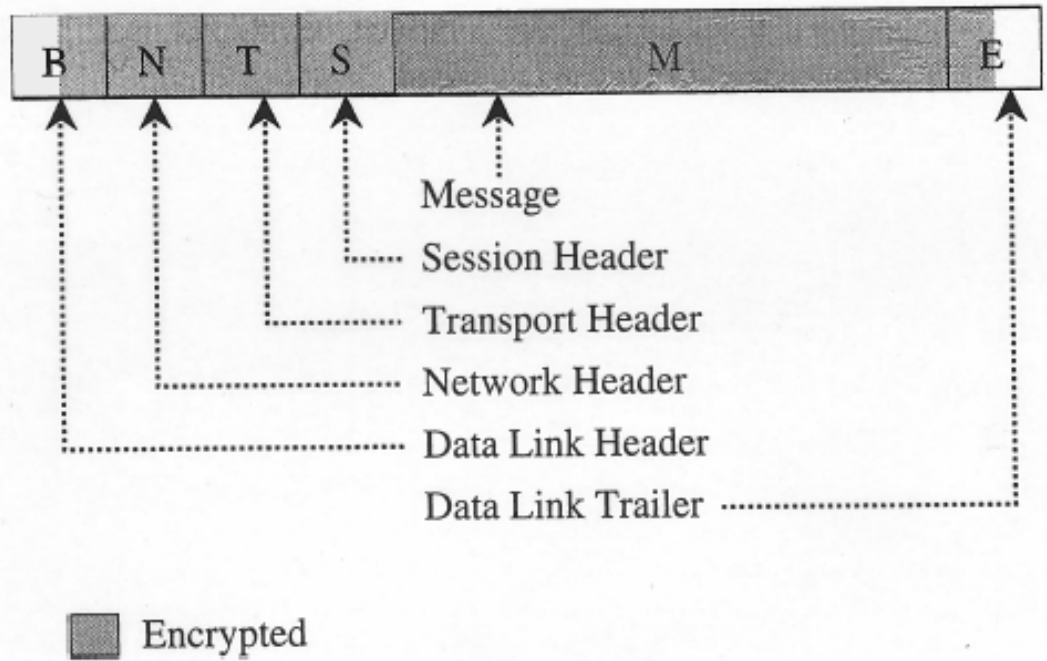 B N T S M E
Message
Session Header
Transport Header
Network Header
Data Link Header
Data Link Trailer
Encrypted